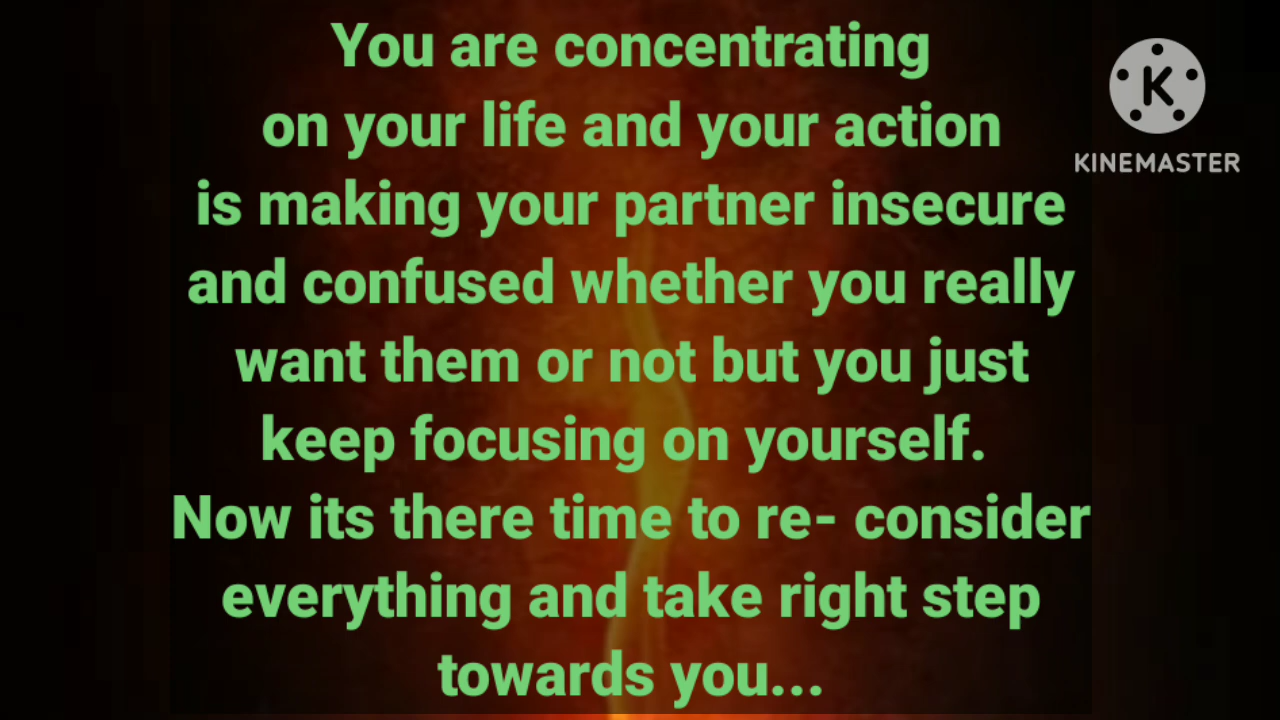 You are concentrating
on your life and your action
is making your partner insecure
and confused whether you really
want them or not but you just
keep focusing on yourself.
Now its there time to re- consider
everything and take right step
towards you...
K
KINEMASTER